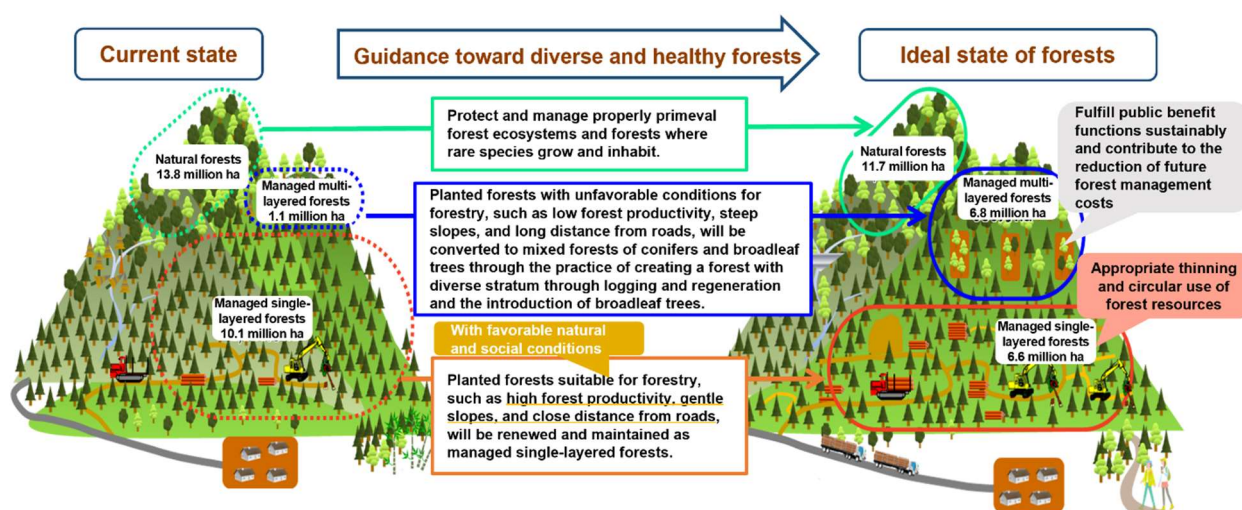 Current state
Guidance toward diverse and healthy forests
Ideal state of forests
Natural forests
13.8 million ha
Managed multi-
layered forests
1.1 million ha
Managed single-
layered forests
10.1 million ha
Protect and manage properly primeval
forest ecosystems and forests where
rare species grow and inhabit.
Planted forests with unfavorable conditions for
forestry, such as low forest productivity, steep
slopes, and long distance from roads, will be
converted to mixed forests of conifers and broadleaf
trees through the practice of creating a forest with
diverse stratum through logging and regeneration
and the introduction of broadleaf trees.
With favorable natural
and social conditions
Planted forests suitable for forestry,
such as high forest productivity, gentle
slopes, and close distance from roads,
will be renewed and maintained as
managed single-layered forests.
Natural forests
11.7 million ha
Managed multi-
layered forests
6.8 million ha
Managed single-
layered forests
6.6 million ha
Fulfill public benefit
functions sustainably
and contribute to the
reduction of future
forest management
costs
Appropriate thinning
and circular use of
forest resources